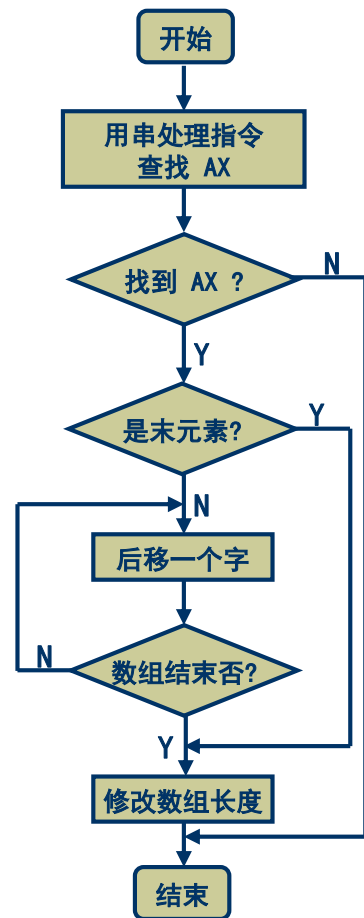 开始
用串处理指令
查找 AX
找到 AX ?
N
Y
是末元素?
Y
N
后移一个字
数组结束否?
N
Y
修改数组长度
结束